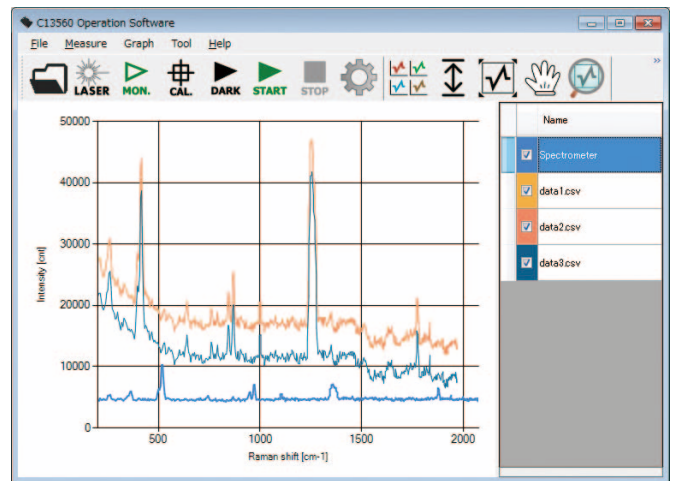 C13560 Operation Software
File Measure Graph Tool Help
LASER MON. CAL. DARK START STOP »
Name
Spectrometer
data1.csv
data2.csv
data3.csv
50000
40000
30000
20000
10000
0
Intensity [cnt]
500 1000 1500 2000
Raman shift [cm-1]